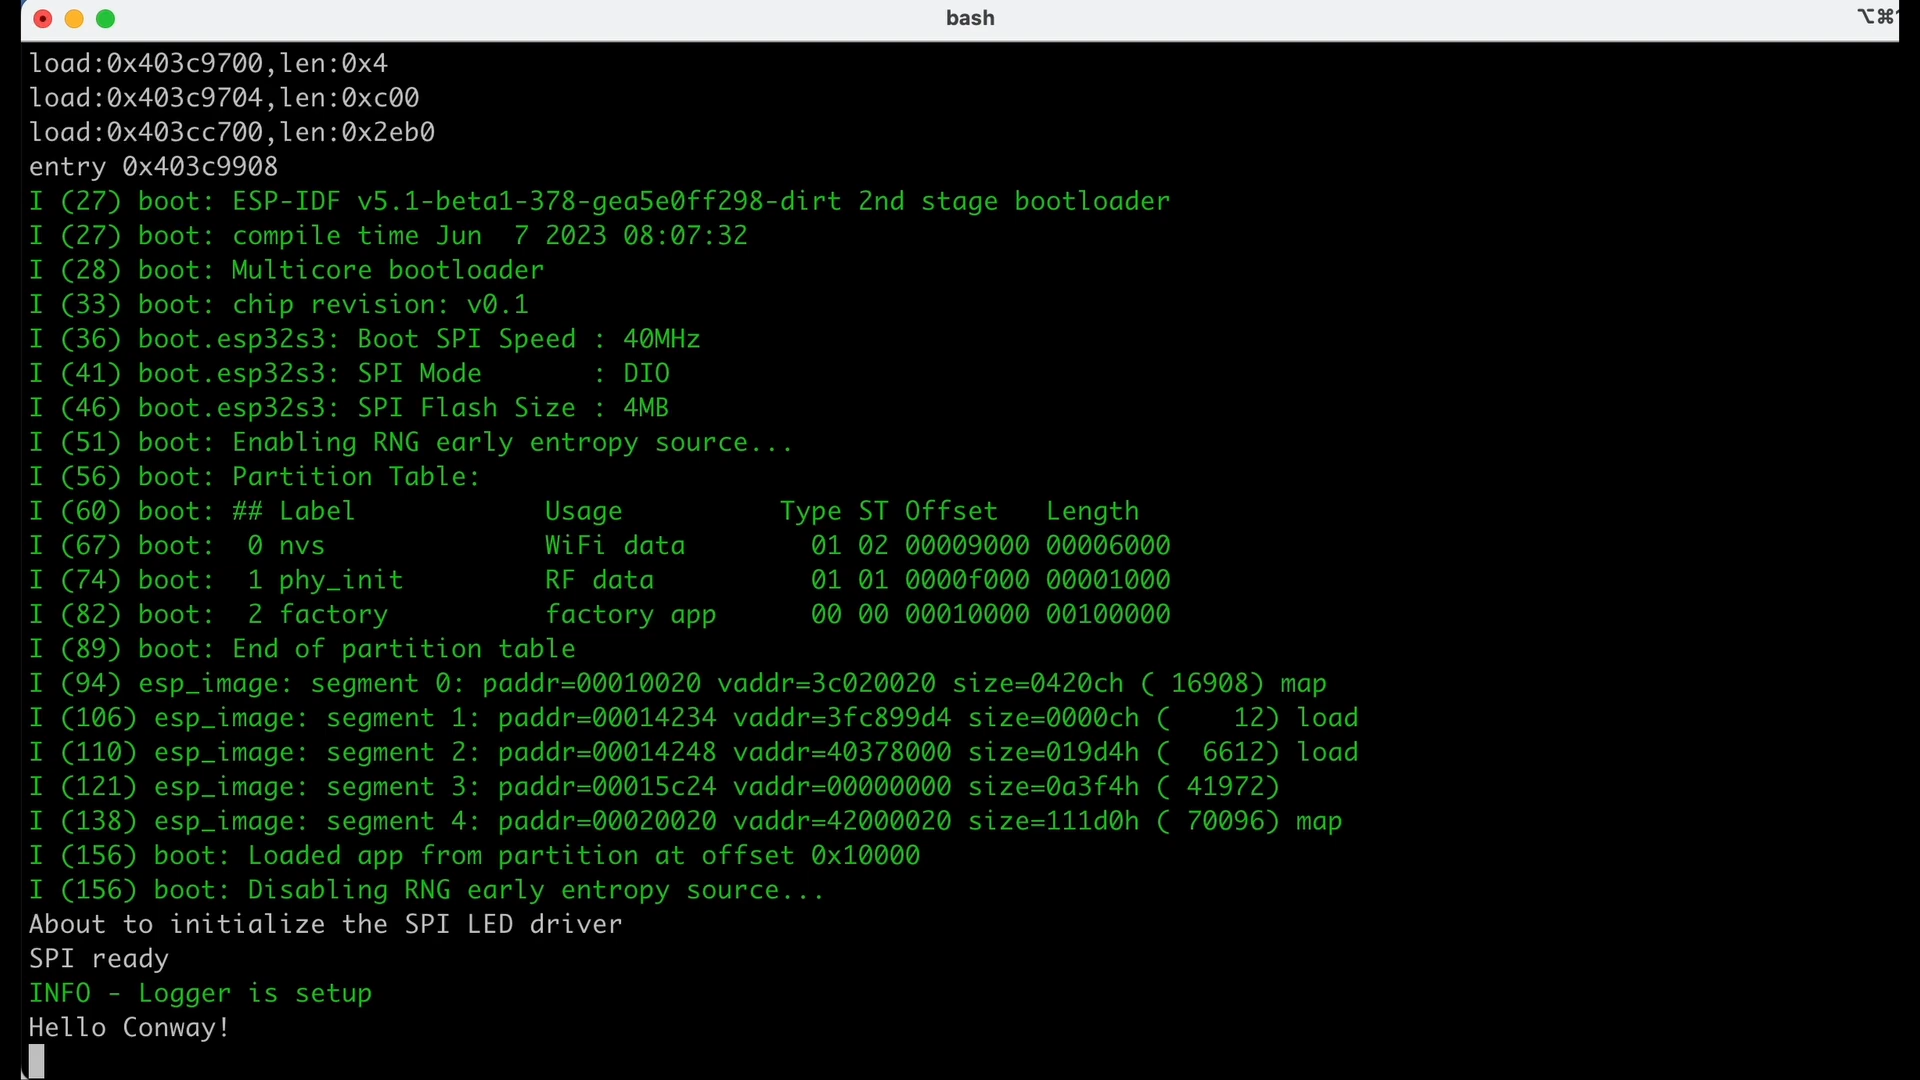 bash
⌥⌘
load:0x403c9700,len:0x4
load:0x403c9704,len:0xc00
load:0x403cc700,len:0x2eb0
entry 0x403c9908
I (27) boot: ESP-IDF v5.1-beta1-378-gea5e0ff298-dirt 2nd stage bootloader
I (27) boot: compile time Jun  7 2023 08:07:32
I (28) boot: Multicore bootloader
I (33) boot: chip revision: v0.1
I (36) boot.esp32s3: Boot SPI Speed : 40MHz
I (41) boot.esp32s3: SPI Mode       : DIO
I (46) boot.esp32s3: SPI Flash Size : 4MB
I (51) boot: Enabling RNG early entropy source...
I (56) boot: Partition Table:
I (60) boot: ## Label            Usage          Type ST Offset   Length
I (67) boot:  0 nvs              WiFi data        01 02 00009000 00006000
I (74) boot:  1 phy_init         RF data          01 01 0000f000 00001000
I (82) boot:  2 factory          factory app      00 00 00010000 00100000
I (89) boot: End of partition table
I (94) esp_image: segment 0: paddr=00010020 vaddr=3c020020 size=0420ch ( 16908) map
I (106) esp_image: segment 1: paddr=00014234 vaddr=3fc899d4 size=0000ch (    12) load
I (110) esp_image: segment 2: paddr=00014248 vaddr=40378000 size=019d4h (  6612) load
I (121) esp_image: segment 3: paddr=00015c24 vaddr=00000000 size=0a3f4h ( 41972)
I (138) esp_image: segment 4: paddr=00020020 vaddr=42000020 size=111d0h ( 70096) map
I (156) boot: Loaded app from partition at offset 0x10000
I (156) boot: Disabling RNG early entropy source...
About to initialize the SPI LED driver
SPI ready
INFO - Logger is setup
Hello Conway!